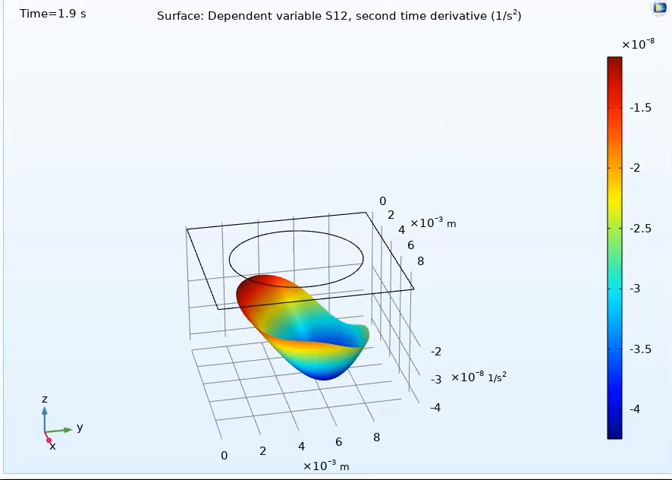 Time=1.9 s
Surface: Dependent variable S12, second time derivative (1/s²)
×10⁻⁸
-1.5
-2
-2.5
-3
-3.5
-4
0
2
4 ×10⁻³ m
6
8
-2
-3 ×10⁻⁸ 1/s²
-4
z
y
x
0
2
4
6
8
×10⁻³ m